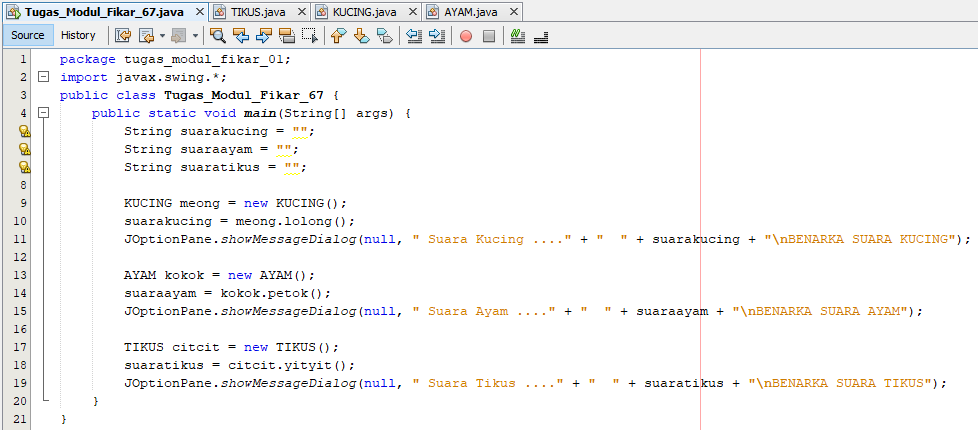 Tugas_Modul_Fikar_67.java TIKUS.java KUCING.java AYAM.java
Source History
1 package tugas_modul_fikar_01;
2 import javax.swing.*;
3 public class Tugas_Modul_Fikar_67 {
4 public static void main(String[] args) {
String suarakucing = "";
String suaraayam = "";
String suaratikus = "";
8
9 KUCING meong = new KUCING();
10 suarakucing = meong.lolong();
11 JOptionPane.showMessageDialog(null, " Suara Kucing ...." + "  " + suarakucing + "\nBENARKA SUARA KUCING");
12
13 AYAM kokok = new AYAM();
14 suaraayam = kokok.petok();
15 JOptionPane.showMessageDialog(null, " Suara Ayam ...." + "  " + suaraayam + "\nBENARKA SUARA AYAM");
16
17 TIKUS citcit = new TIKUS();
18 suaratikus = citcit.yityit();
19 JOptionPane.showMessageDialog(null, " Suara Tikus ...." + "  " + suaratikus + "\nBENARKA SUARA TIKUS");
20 }
21 }